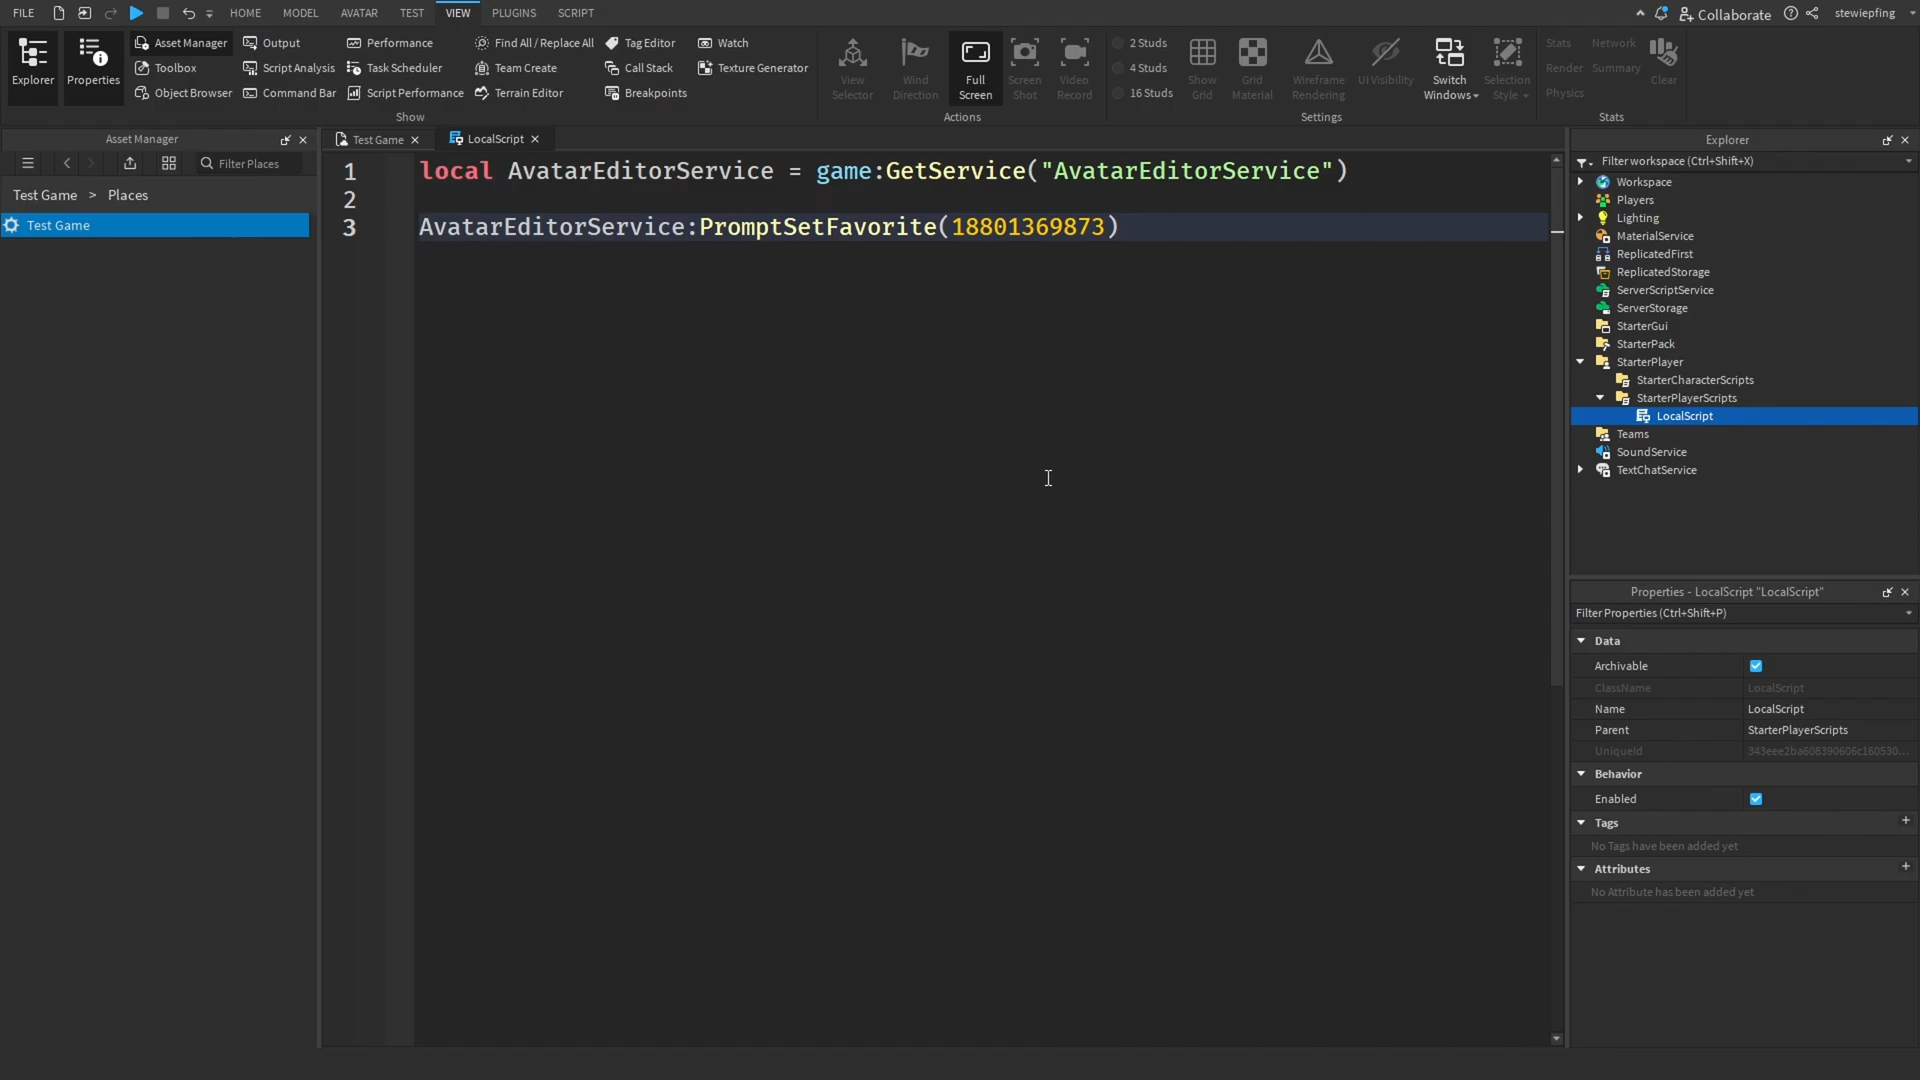 FILE HOME MODEL AVATAR TEST VIEW PLUGINS SCRIPT Collaborate stewiepfing
Explorer
Properties
Asset Manager
Toolbox
Object Browser
Output
Script Analysis
Command Bar
Performance
Task Scheduler
Script Performance
Find All / Replace All
Team Create
Terrain Editor
Tag Editor
Call Stack
Breakpoints
Watch
Texture Generator
Show
View
Selector
Wind
Direction
Full
Screen
Screen
Shot
Video
Record
Actions
2 Studs
4 Studs
16 Studs
Show
Grid
Grid
Material
Wireframe
Rendering
UI Visibility
Switch
Windows
Selection
Style
Settings
Stats
Network
Render
Summary
Physics
Clear
Stats
Asset Manager
Filter Places
Test Game > Places
Test Game
Test Game
LocalScript
1 local AvatarEditorService = game:GetService("AvatarEditorService")
2
3 AvatarEditorService:PromptSetFavorite(18801369873)
Explorer
Filter workspace (Ctrl+Shift+X)
Workspace
Players
Lighting
MaterialService
ReplicatedFirst
ReplicatedStorage
ServerScriptService
ServerStorage
StarterGui
StarterPack
StarterPlayer
StarterCharacterScripts
StarterPlayerScripts
LocalScript
Teams
SoundService
TextChatService
Properties - LocalScript "LocalScript"
Filter Properties (Ctrl+Shift+P)
Data
Archivable
ClassName LocalScript
Name LocalScript
Parent StarterPlayerScripts
UniqueId 343eee2ba608390606c160530...
Behavior
Enabled
Tags
No Tags have been added yet
Attributes
No Attribute has been added yet